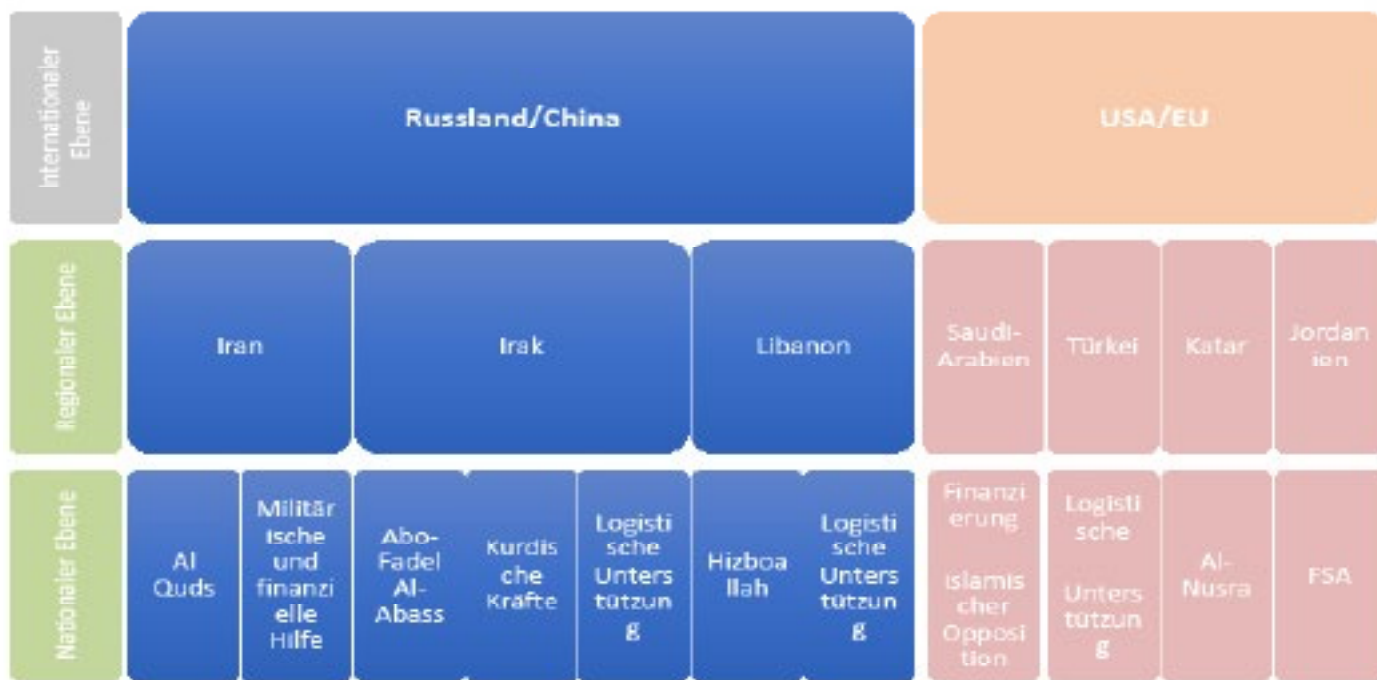 Internationaler
Ebene
Russland/China
USA/EU
Regionaler Ebene
Iran
Irak
Libanon
Saudi-
Arabien
Türkei
Katar
Jordan
ien
Nationaler Ebene
Al
Quds
Militär
ische
und
finanzi
elle
Hilfe
Abo-
Fadel
Al-
Abass
Kurdis
che
Kräfte
Logisti
sche
Unters
tützun
g
Hizboa
llah
Logisti
sche
Unters
tützun
g
Finanzi
erung
islamis
cher
Opposi
tion
Logisti
sche
Unters
tützun
g
Al-
Nusra
FSA